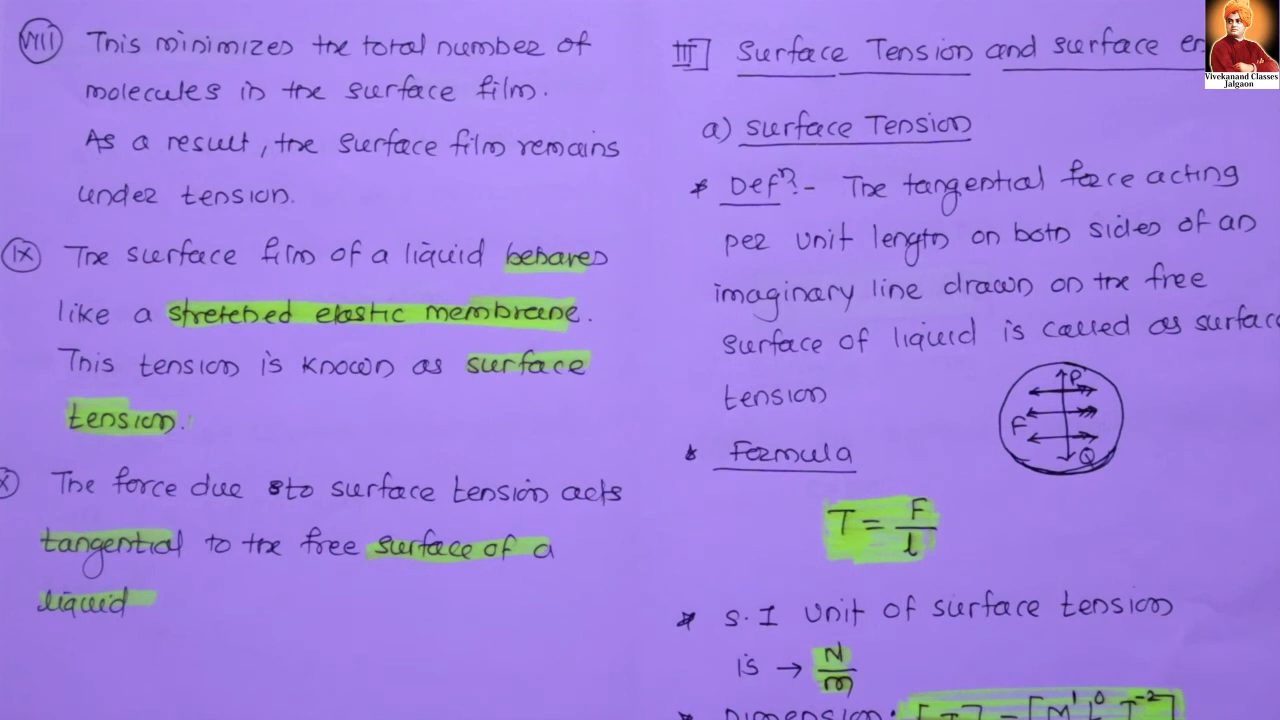 viii) This minimizes the total number of
molecules in the surface film.
As a result, the surface film remains
under tension.
ix) The surface film of a liquid behaves
like a stretched elastic membrane.
This tension is known as surface
tension.
x) The force due to surface tension acts
tangential to the free surface of a
liquid
III] Surface Tension and surface en
a) Surface Tension
* Defⁿ:- The tangential force acting
per unit length on both sides of an
imaginary line drawn on the free
surface of liquid is called as surfac
tension
P
F
Q
* Formula
T = F/l
* S.I unit of surface tension
is → N/m
* Dimension: [T] = [M¹L⁰T⁻²]
Vivekanand Classes
Jalgaon